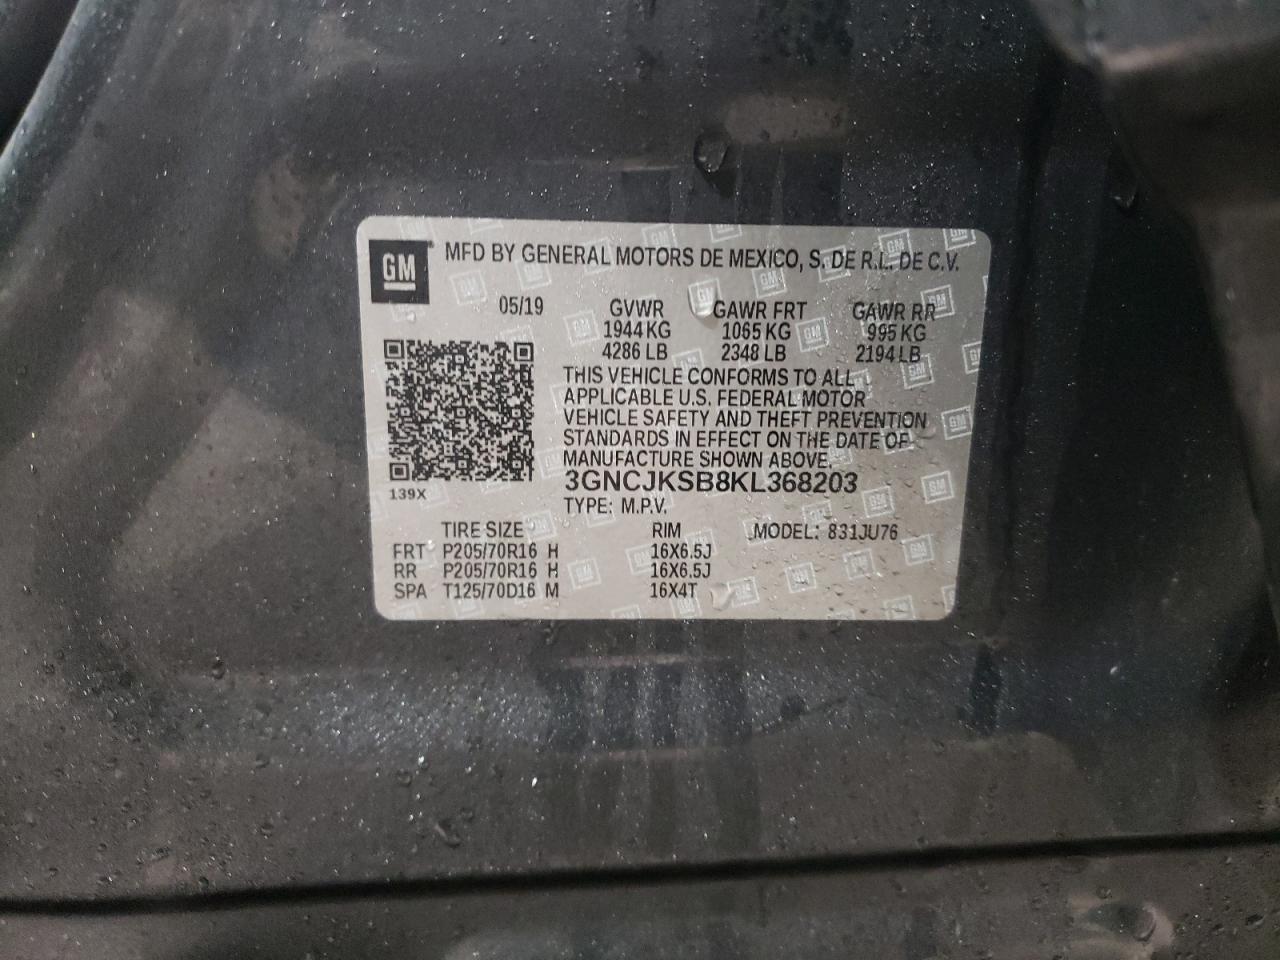 GM MFD BY GENERAL MOTORS DE MEXICO, S. DE R.L. DE C.V.
05/19 GVWR GAWR FRT GAWR RR
1944 KG 1065 KG 995 KG
4286 LB 2348 LB 2194 LB
THIS VEHICLE CONFORMS TO ALL
APPLICABLE U.S. FEDERAL MOTOR
VEHICLE SAFETY AND THEFT PREVENTION
STANDARDS IN EFFECT ON THE DATE OF
MANUFACTURE SHOWN ABOVE.
3GNCJKSB8KL368203
139X
TYPE: M.P.V.
TIRE SIZE RIM MODEL: 831JU76
FRT P205/70R16 H 16X6.5J
RR P205/70R16 H 16X6.5J
SPA T125/70D16 M 16X4T